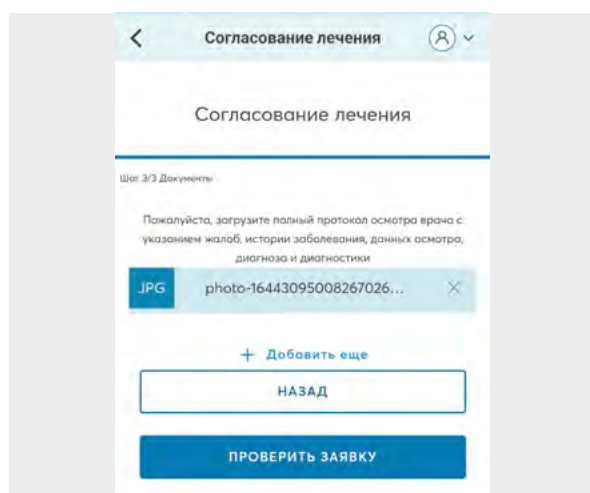 Согласование лечения
Согласование лечения
Шаг 3/3 Документы
Пожалуйста, загрузите полный протокол осмотра врача с
указанием жалоб, истории заболевания, данных осмотра,
диагноза и диагностики
JPG photo-16443095008267026...
+ Добавить еще
НАЗАД
ПРОВЕРИТЬ ЗАЯВКУ